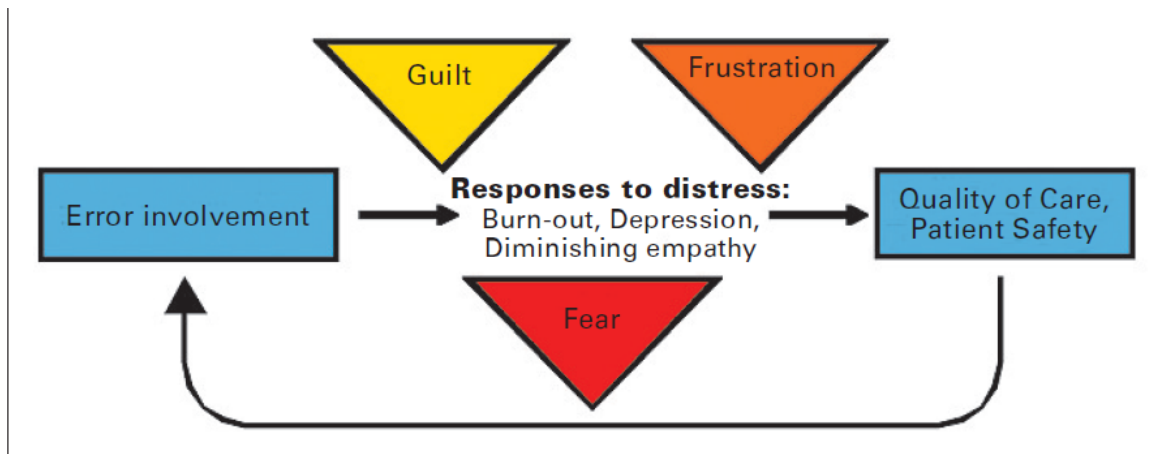 Guilt
Frustration
Error involvement
Responses to distress:
Burn-out, Depression,
Diminishing empathy
Quality of Care,
Patient Safety
Fear